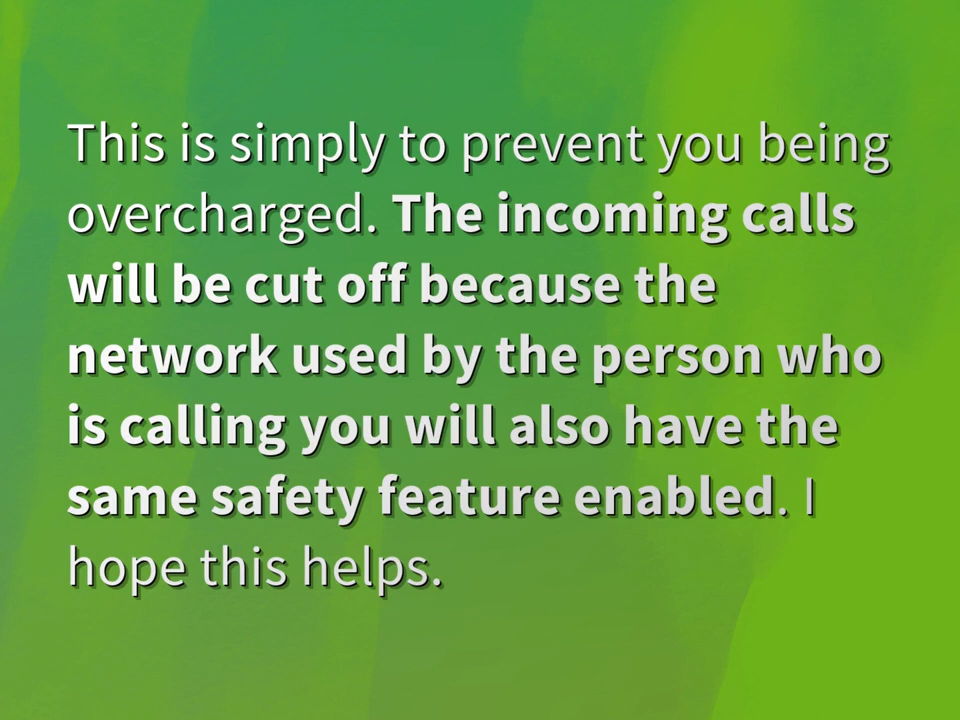 This is simply to prevent you being
overcharged. The incoming calls
will be cut off because the
network used by the person who
is calling you will also have the
same safety feature enabled. I
hope this helps.